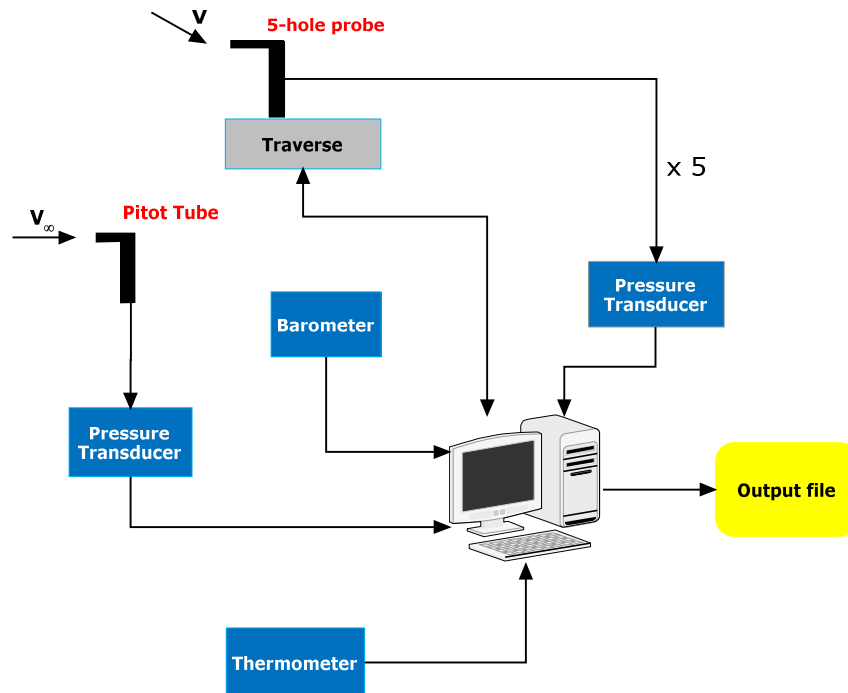 V
5-hole probe
Traverse
x 5
V∞
Pitot Tube
Pressure
Transducer
Barometer
Pressure
Transducer
Output file
Thermometer